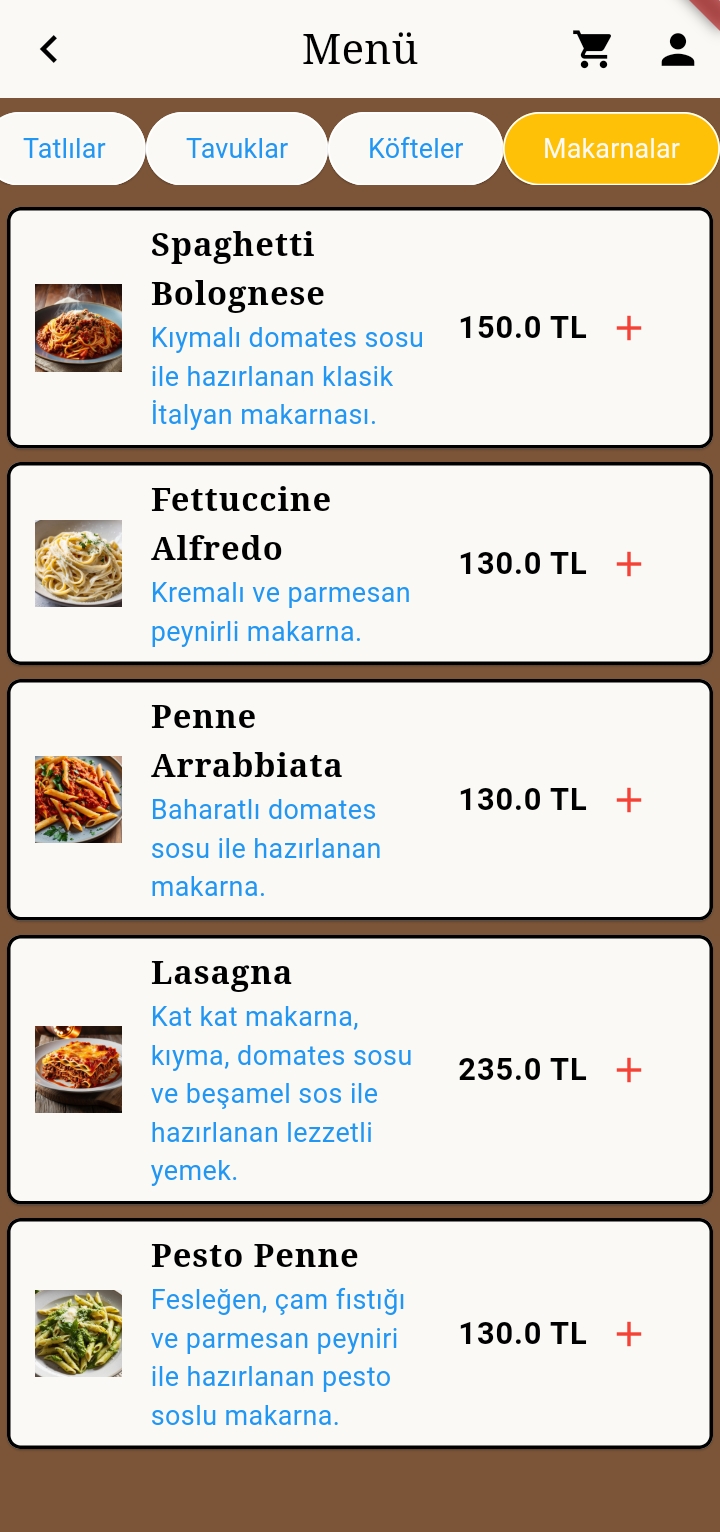 Menü
Tatlılar
Tavuklar
Köfteler
Makarnalar
Spaghetti
Bolognese
Kıymalı domates sosu
ile hazırlanan klasik
İtalyan makarnası.
150.0 TL
Fettuccine
Alfredo
Kremalı ve parmesan
peynirli makarna.
130.0 TL
Penne
Arrabbiata
Baharatlı domates
sosu ile hazırlanan
makarna.
130.0 TL
Lasagna
Kat kat makarna,
kıyma, domates sosu
ve beşamel sos ile
hazırlanan lezzetli
yemek.
235.0 TL
Pesto Penne
Fesleğen, çam fıstığı
ve parmesan peyniri
ile hazırlanan pesto
soslu makarna.
130.0 TL